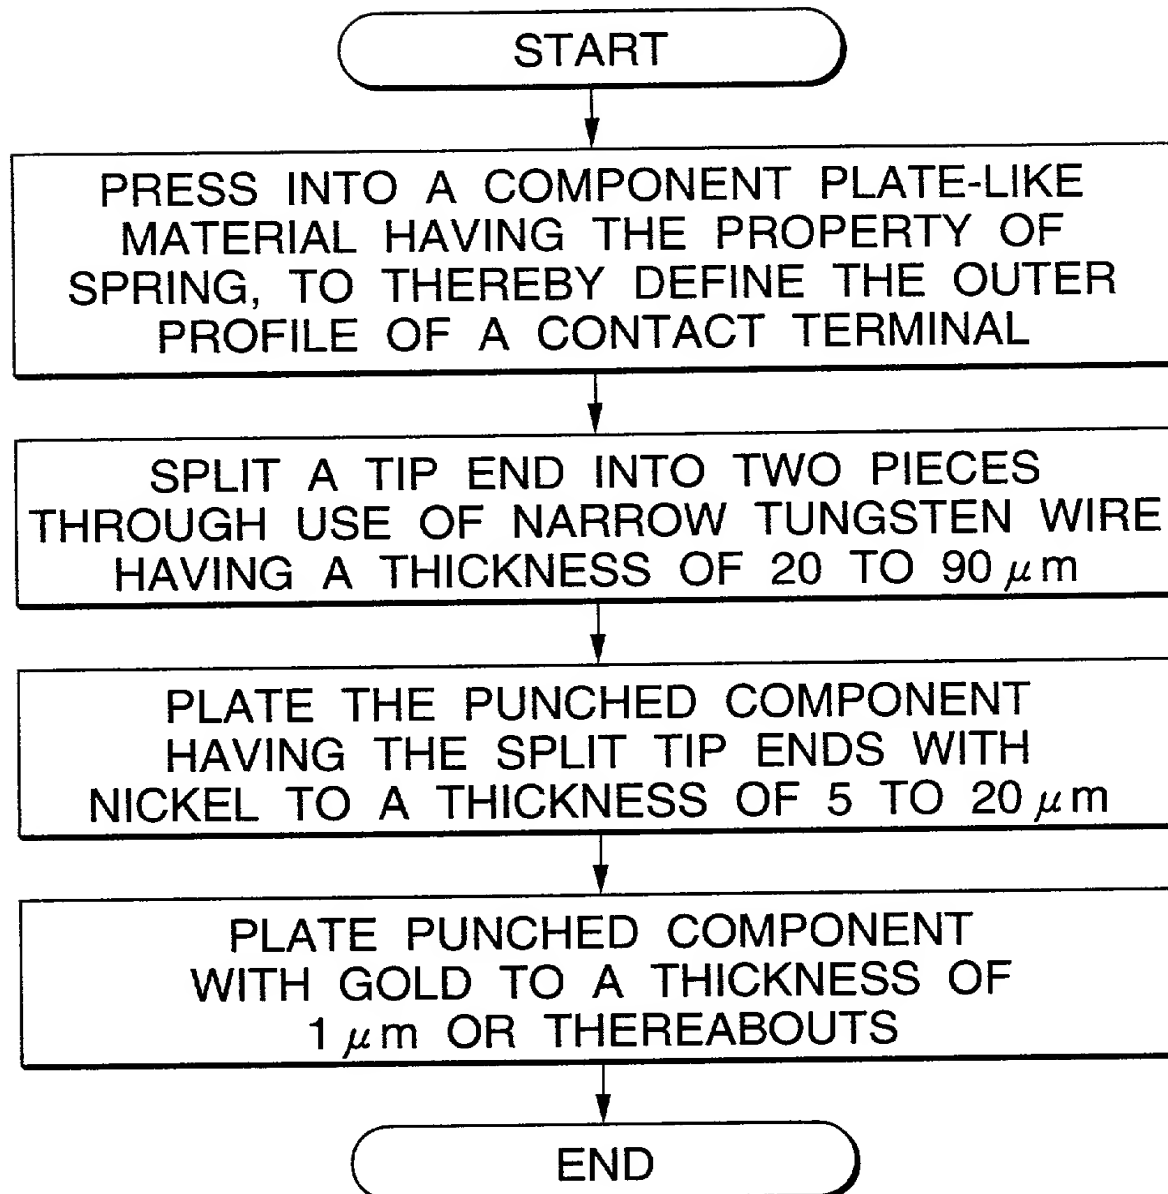 START
PRESS INTO A COMPONENT PLATE-LIKE
MATERIAL HAVING THE PROPERTY OF
SPRING, TO THEREBY DEFINE THE OUTER
PROFILE OF A CONTACT TERMINAL
SPLIT A TIP END INTO TWO PIECES
THROUGH USE OF NARROW TUNGSTEN WIRE
HAVING A THICKNESS OF 20 TO 90 μm
PLATE THE PUNCHED COMPONENT
HAVING THE SPLIT TIP ENDS WITH
NICKEL TO A THICKNESS OF 5 TO 20 μm
PLATE PUNCHED COMPONENT
WITH GOLD TO A THICKNESS OF
1 μm OR THEREABOUTS
END